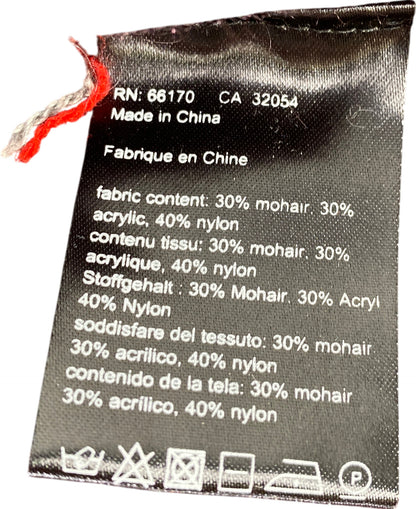 RN: 66170 CA 32054
Made in China
Fabrique en Chine
fabric content: 30% mohair. 30%
acrylic, 40% nylon
contenu tissu: 30% mohair. 30%
acrylique, 40% nylon
Stoffgehalt : 30% Mohair. 30% Acryl
40% Nylon
soddisfare del tessuto: 30% mohair
30% acrilico, 40% nylon
contenido de la tela: 30% mohair
30% acrílico, 40% nylon
P